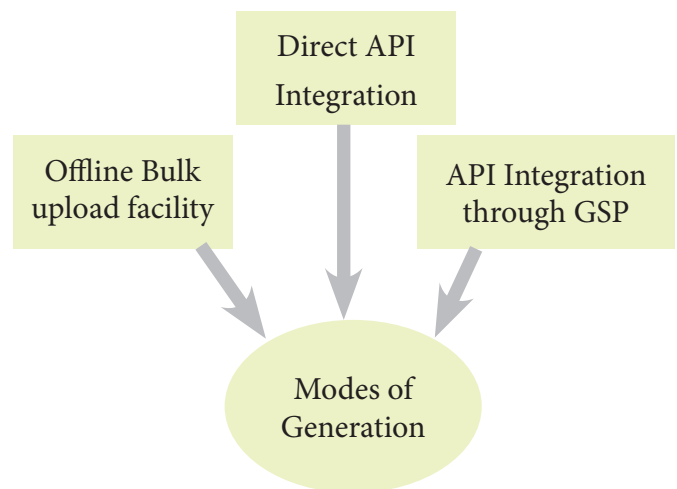 Direct API
Integration
Offline Bulk
upload facility
API Integration
through GSP
Modes of
Generation